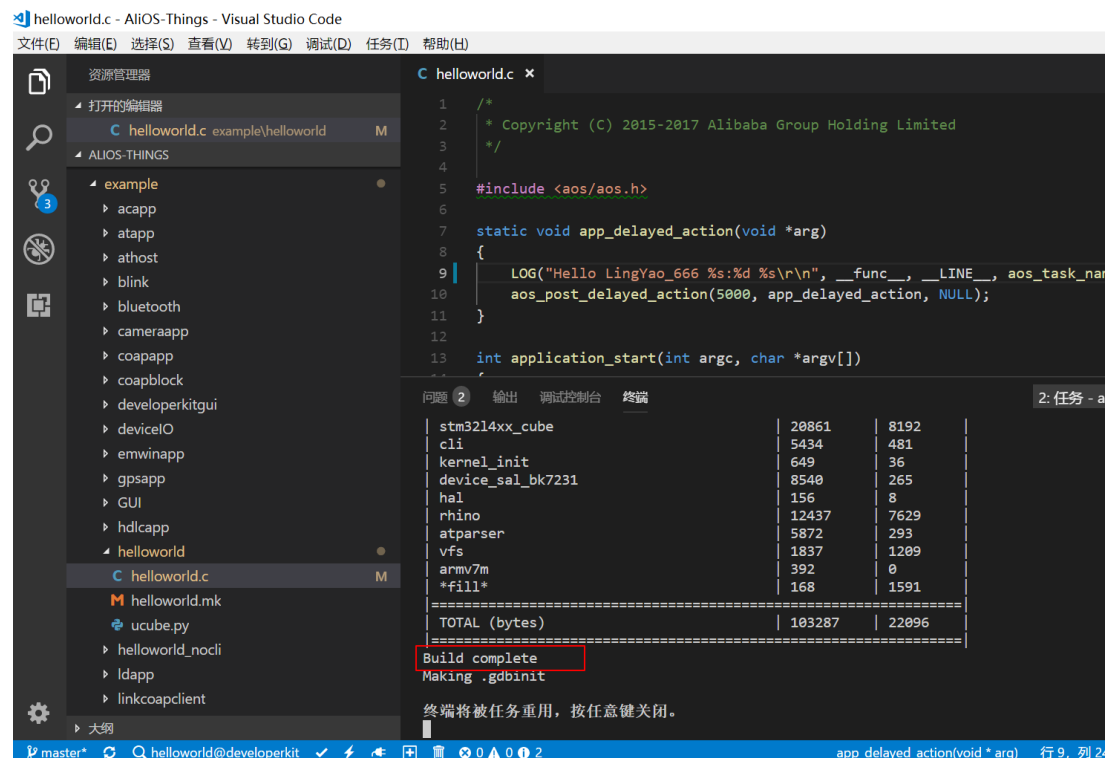 helloworld.c - AliOS-Things - Visual Studio Code
文件(F) 编辑(E) 选择(S) 查看(V) 转到(G) 调试(D) 任务(T) 帮助(H)
资源管理器
打开的编辑器
C helloworld.c example\helloworld M
ALIOS-THINGS
3
example
acapp
atapp
athost
blink
bluetooth
cameraapp
coapapp
coapblock
developerkitgui
deviceIO
emwinapp
gpsapp
GUI
hdlcapp
helloworld
C helloworld.c M
M helloworld.mk
ucube.py
helloworld_nocli
ldapp
linkcoapclient
大纲
C helloworld.c ×
1 /*
2 * Copyright (C) 2015-2017 Alibaba Group Holding Limited
3 */
4
5 #include <aos/aos.h>
6
7 static void app_delayed_action(void *arg)
8 {
9 LOG("Hello LingYao_666 %s:%d %s\r\n", __func__, __LINE__, aos_task_nam
10 aos_post_delayed_action(5000, app_delayed_action, NULL);
11 }
12
13 int application_start(int argc, char *argv[])
问题 2 输出 调试控制台 终端 2: 任务 - a
| stm32l4xx_cube | 20861 | 8192 |
| cli | 5434 | 481 |
| kernel_init | 649 | 36 |
| device_sal_bk7231 | 8540 | 265 |
| hal | 156 | 8 |
| rhino | 12437 | 7629 |
| atparser | 5872 | 293 |
| vfs | 1837 | 1209 |
| armv7m | 392 | 0 |
| *fill* | 168 | 1591 |
|=================================================================|
| TOTAL (bytes) | 103287 | 22096 |
|=================================================================|
Build complete
Making .gdbinit
终端将被任务重用，按任意键关闭。
master* helloworld@developerkit 0 0 2 app_delayed_action(void * arg) 行 9，列 24